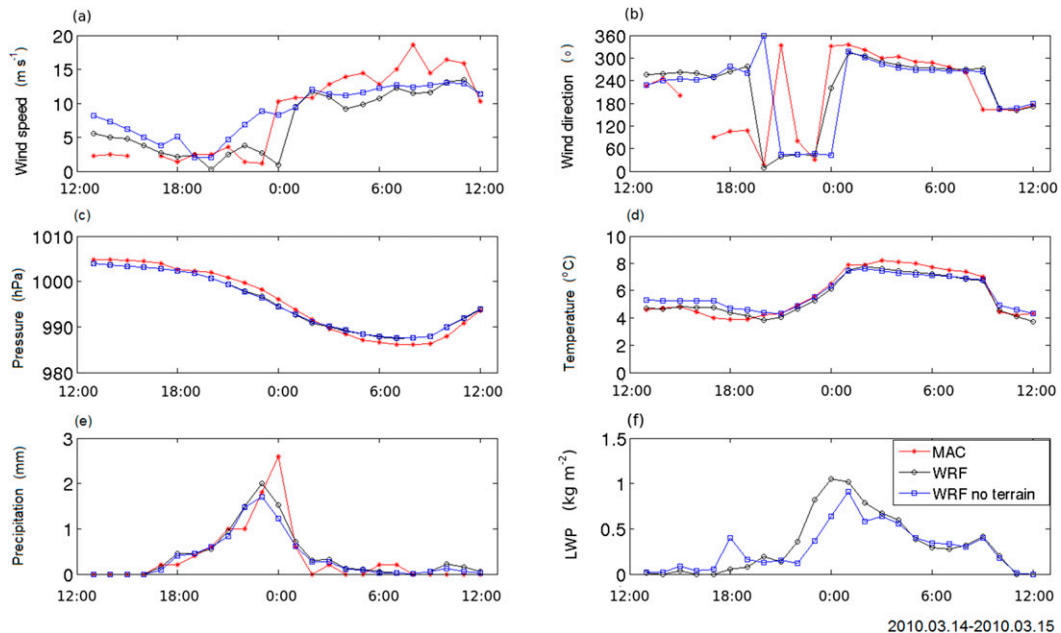 (a) (b)
20 360
15 300
10 240
5 180
0 120
60
0
Wind speed (m s⁻¹) Wind direction (o)
12:00 18:00 0:00 6:00 12:00 12:00 18:00 0:00 6:00 12:00
(c) (d)
1010 10
1000 8
990 6
980 4
2
0
Pressure (hPa) Temperature (°C)
12:00 18:00 0:00 6:00 12:00 12:00 18:00 0:00 6:00 12:00
(e) (f)
3 1.5
2 1
1 0.5
0 0
Precipitation (mm) LWP (kg m⁻²)
MAC
WRF
WRF no terrain
12:00 18:00 0:00 6:00 12:00 12:00 18:00 0:00 6:00 12:00
2010.03.14-2010.03.15